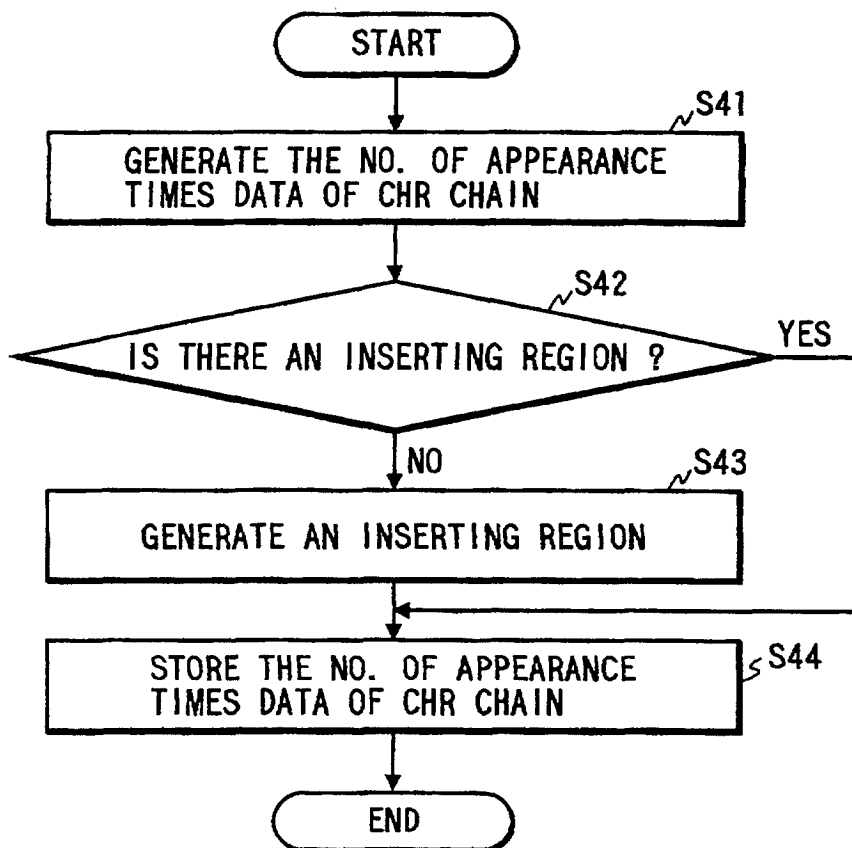 START
S41
GENERATE THE NO. OF APPEARANCE
TIMES DATA OF CHR CHAIN
S42
IS THERE AN INSERTING REGION ?
YES
NO
S43
GENERATE AN INSERTING REGION
S44
STORE THE NO. OF APPEARANCE
TIMES DATA OF CHR CHAIN
END